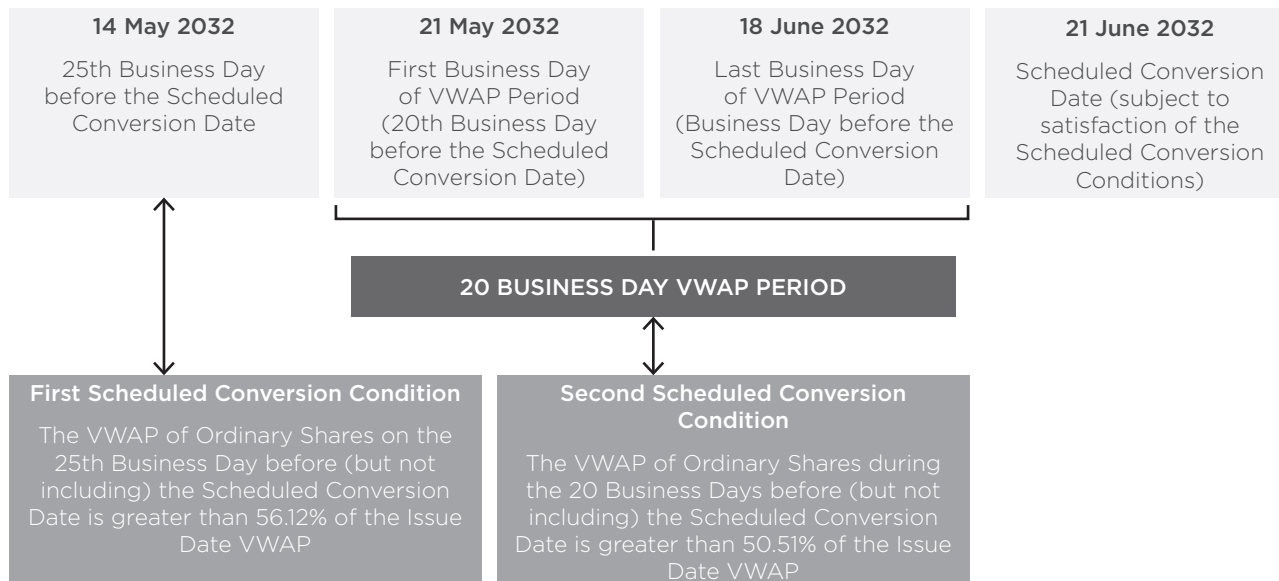 14 May 2032
25th Business Day
before the Scheduled
Conversion Date
21 May 2032
First Business Day
of VWAP Period
(20th Business Day
before the Scheduled
Conversion Date)
18 June 2032
Last Business Day
of VWAP Period
(Business Day before the
Scheduled Conversion
Date)
21 June 2032
Scheduled Conversion
Date (subject to
satisfaction of the
Scheduled Conversion
Conditions)
20 BUSINESS DAY VWAP PERIOD
First Scheduled Conversion Condition
The VWAP of Ordinary Shares on the
25th Business Day before (but not
including) the Scheduled Conversion
Date is greater than 56.12% of the Issue
Date VWAP
Second Scheduled Conversion
Condition
The VWAP of Ordinary Shares during
the 20 Business Days before (but not
including) the Scheduled Conversion
Date is greater than 50.51% of the Issue
Date VWAP